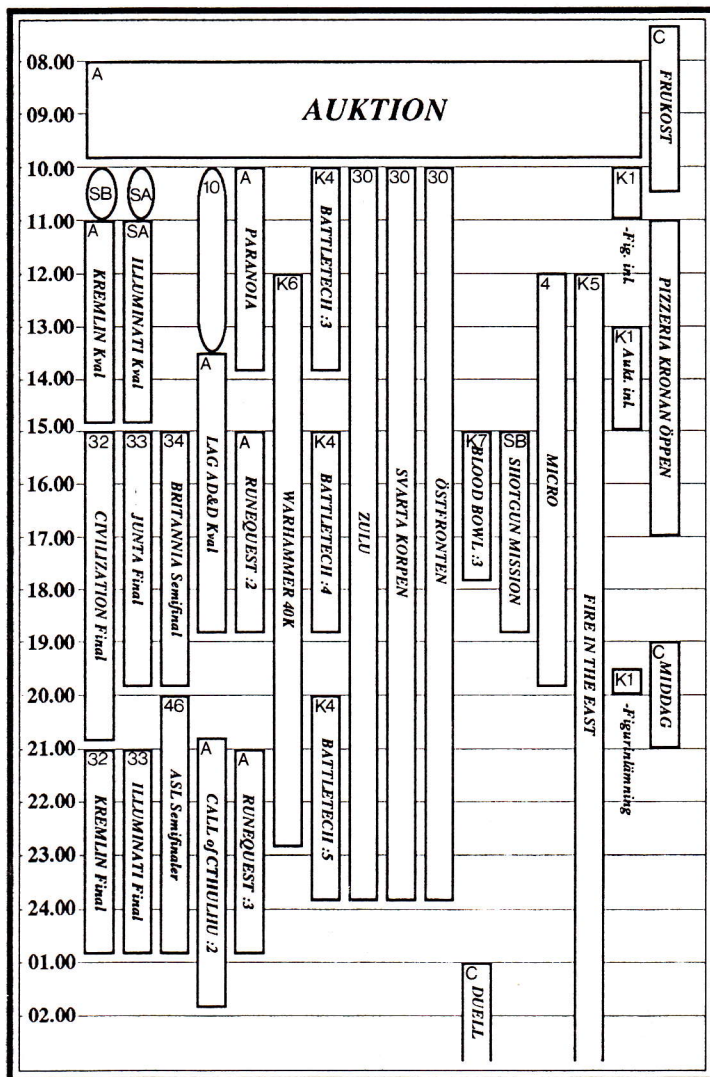 08.00
09.00
10.00
11.00
12.00
13.00
14.00
15.00
16.00
17.00
18.00
19.00
20.00
21.00
22.00
23.00
24.00
01.00
02.00
A
AUKTION
C
FRUKOST
SB
SA
10
A
PARANOIA
K4
BATTLETECH :3
30
ZULU
30
SVARTA KORPEN
30
ÖSTFRONTEN
K1
-Fig. inl.
A
KREMLIN Kval
SA
ILLUMINATI Kval
PIZZERIA KRONAN ÖPPEN
K6
WARHAMMER 40K
4
MICRO
K5
FIRE IN THE EAST
K1
Aukt. inl.
A
LAG AD&D Kval
32
CIVILIZATION Final
33
JUNTA Final
34
BRITANNIA Semifinal
A
RUNEQUEST :2
K4
BATTLETECH :4
K7
BLOOD BOWL :3
SB
SHOTGUN MISSION
C
MIDDAG
K1
-Figurinlämning
46
ASL Semifinaler
K4
BATTLETECH :5
A
CALL of CTHULHU :2
32
KREMLIN Final
33
ILLUMINATI Final
A
RUNEQUEST :3
C
DUELL